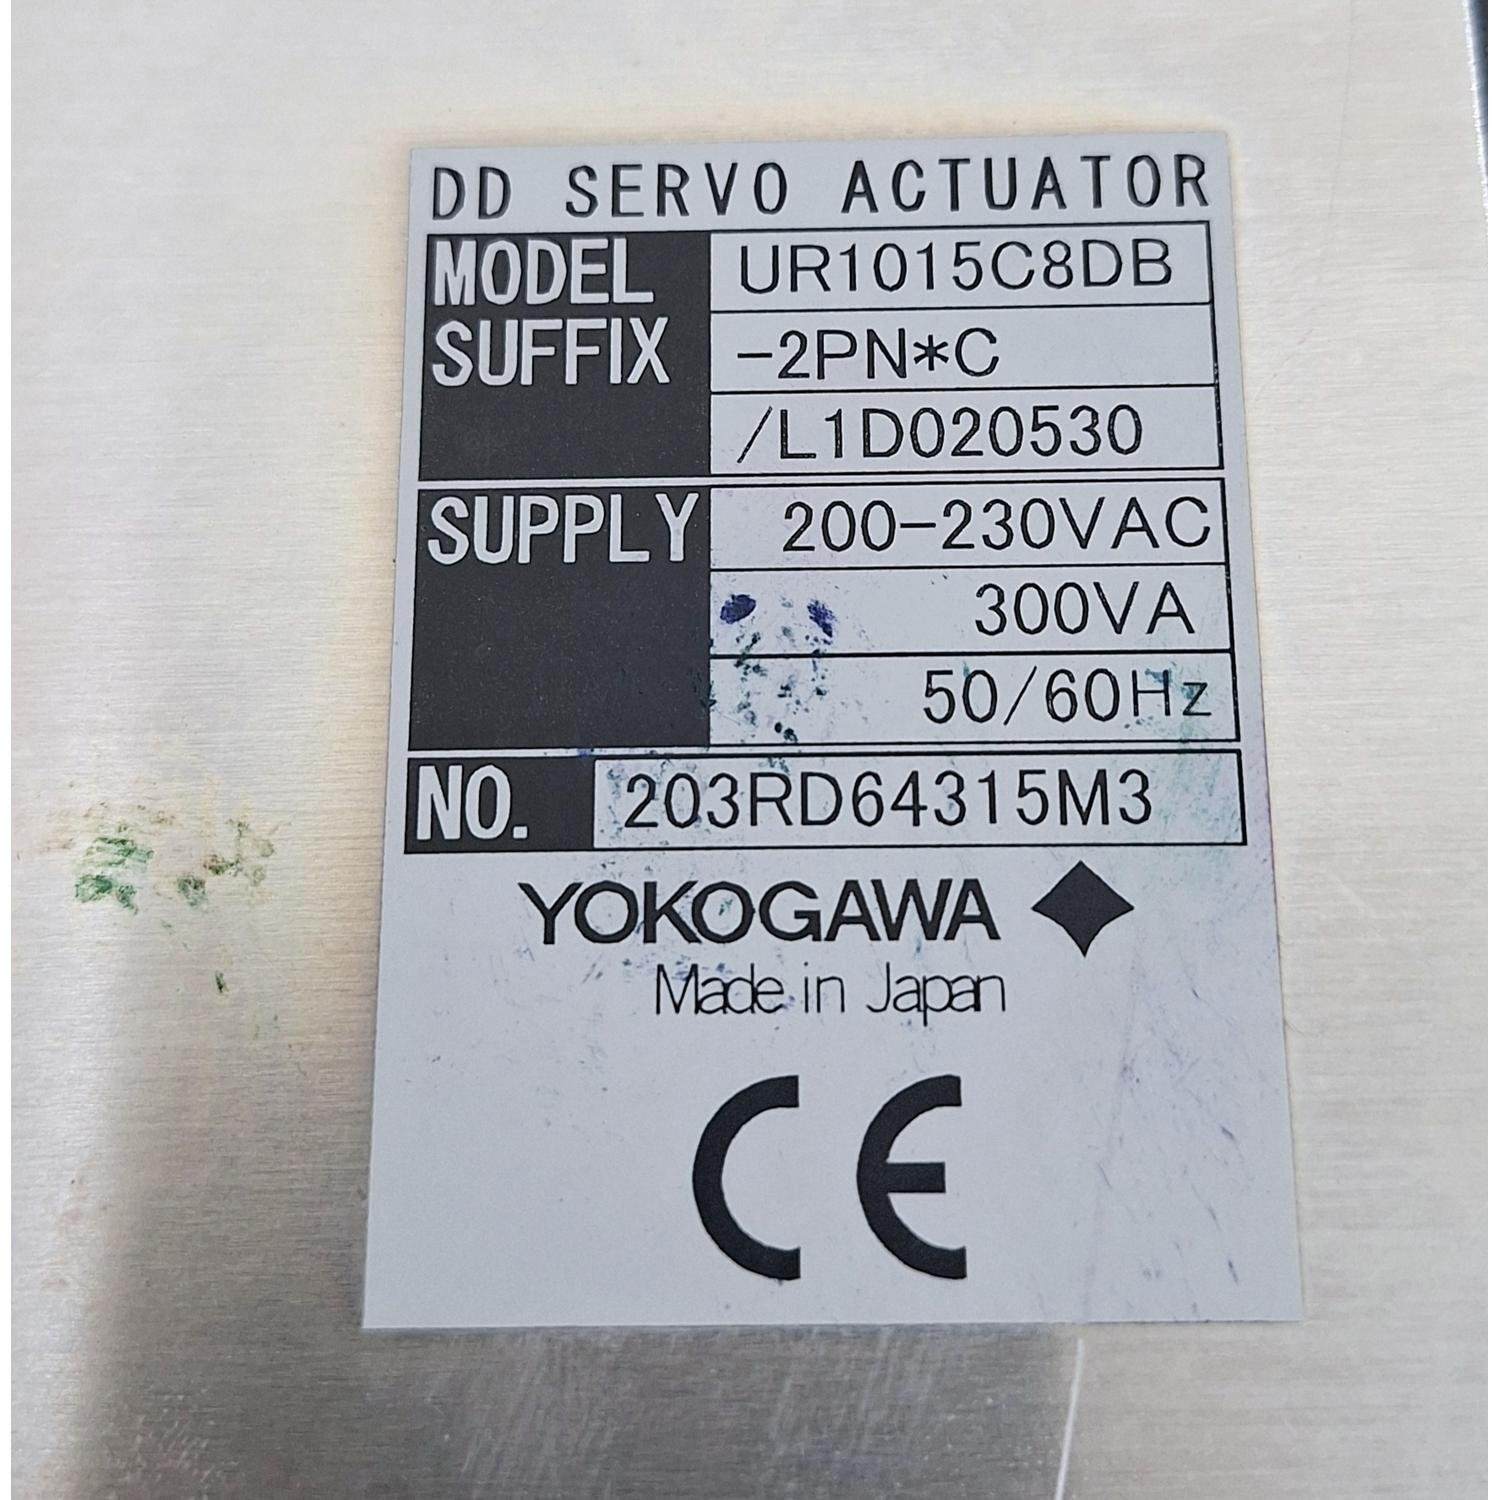 DD SERVO ACTUATOR
MODEL UR1015C8DB
SUFFIX -2PN*C
/L1D020530
SUPPLY 200-230VAC
300VA
50/60Hz
NO. 203RD64315M3
YOKOGAWA
Made in Japan
CE